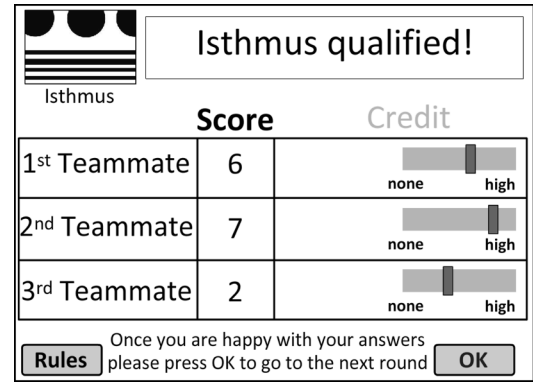 Isthmus qualified!
Isthmus
Score Credit
1st Teammate 6
none high
2nd Teammate 7
none high
3rd Teammate 2
none high
Once you are happy with your answers
please press OK to go to the next round
Rules
OK